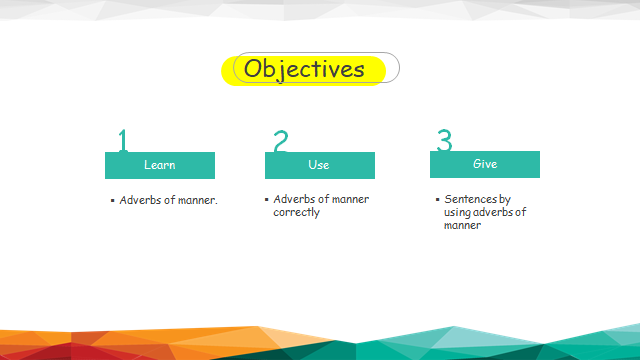 Objectives
1
Learn
▪ Adverbs of manner.
2
Use
▪ Adverbs of manner
correctly
3
Give
▪ Sentences by
using adverbs of
manner